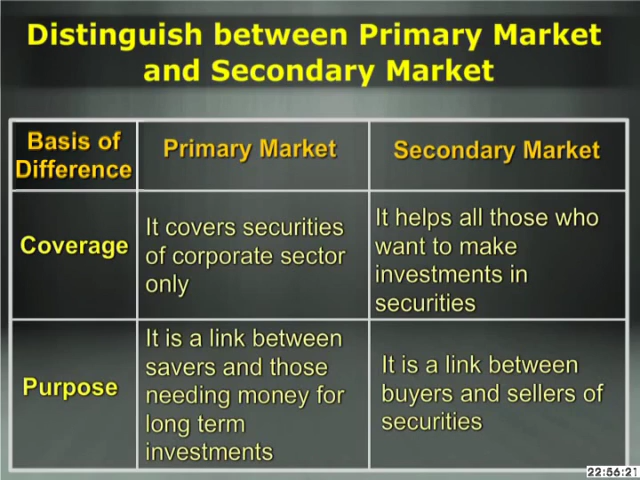 Distinguish between Primary Market
and Secondary Market
Basis of
Difference
Primary Market
Secondary Market
Coverage
It covers securities
of corporate sector
only
It helps all those who
want to make
investments in
securities
Purpose
It is a link between
savers and those
needing money for
long term
investments
It is a link between
buyers and sellers of
securities
22:56:21